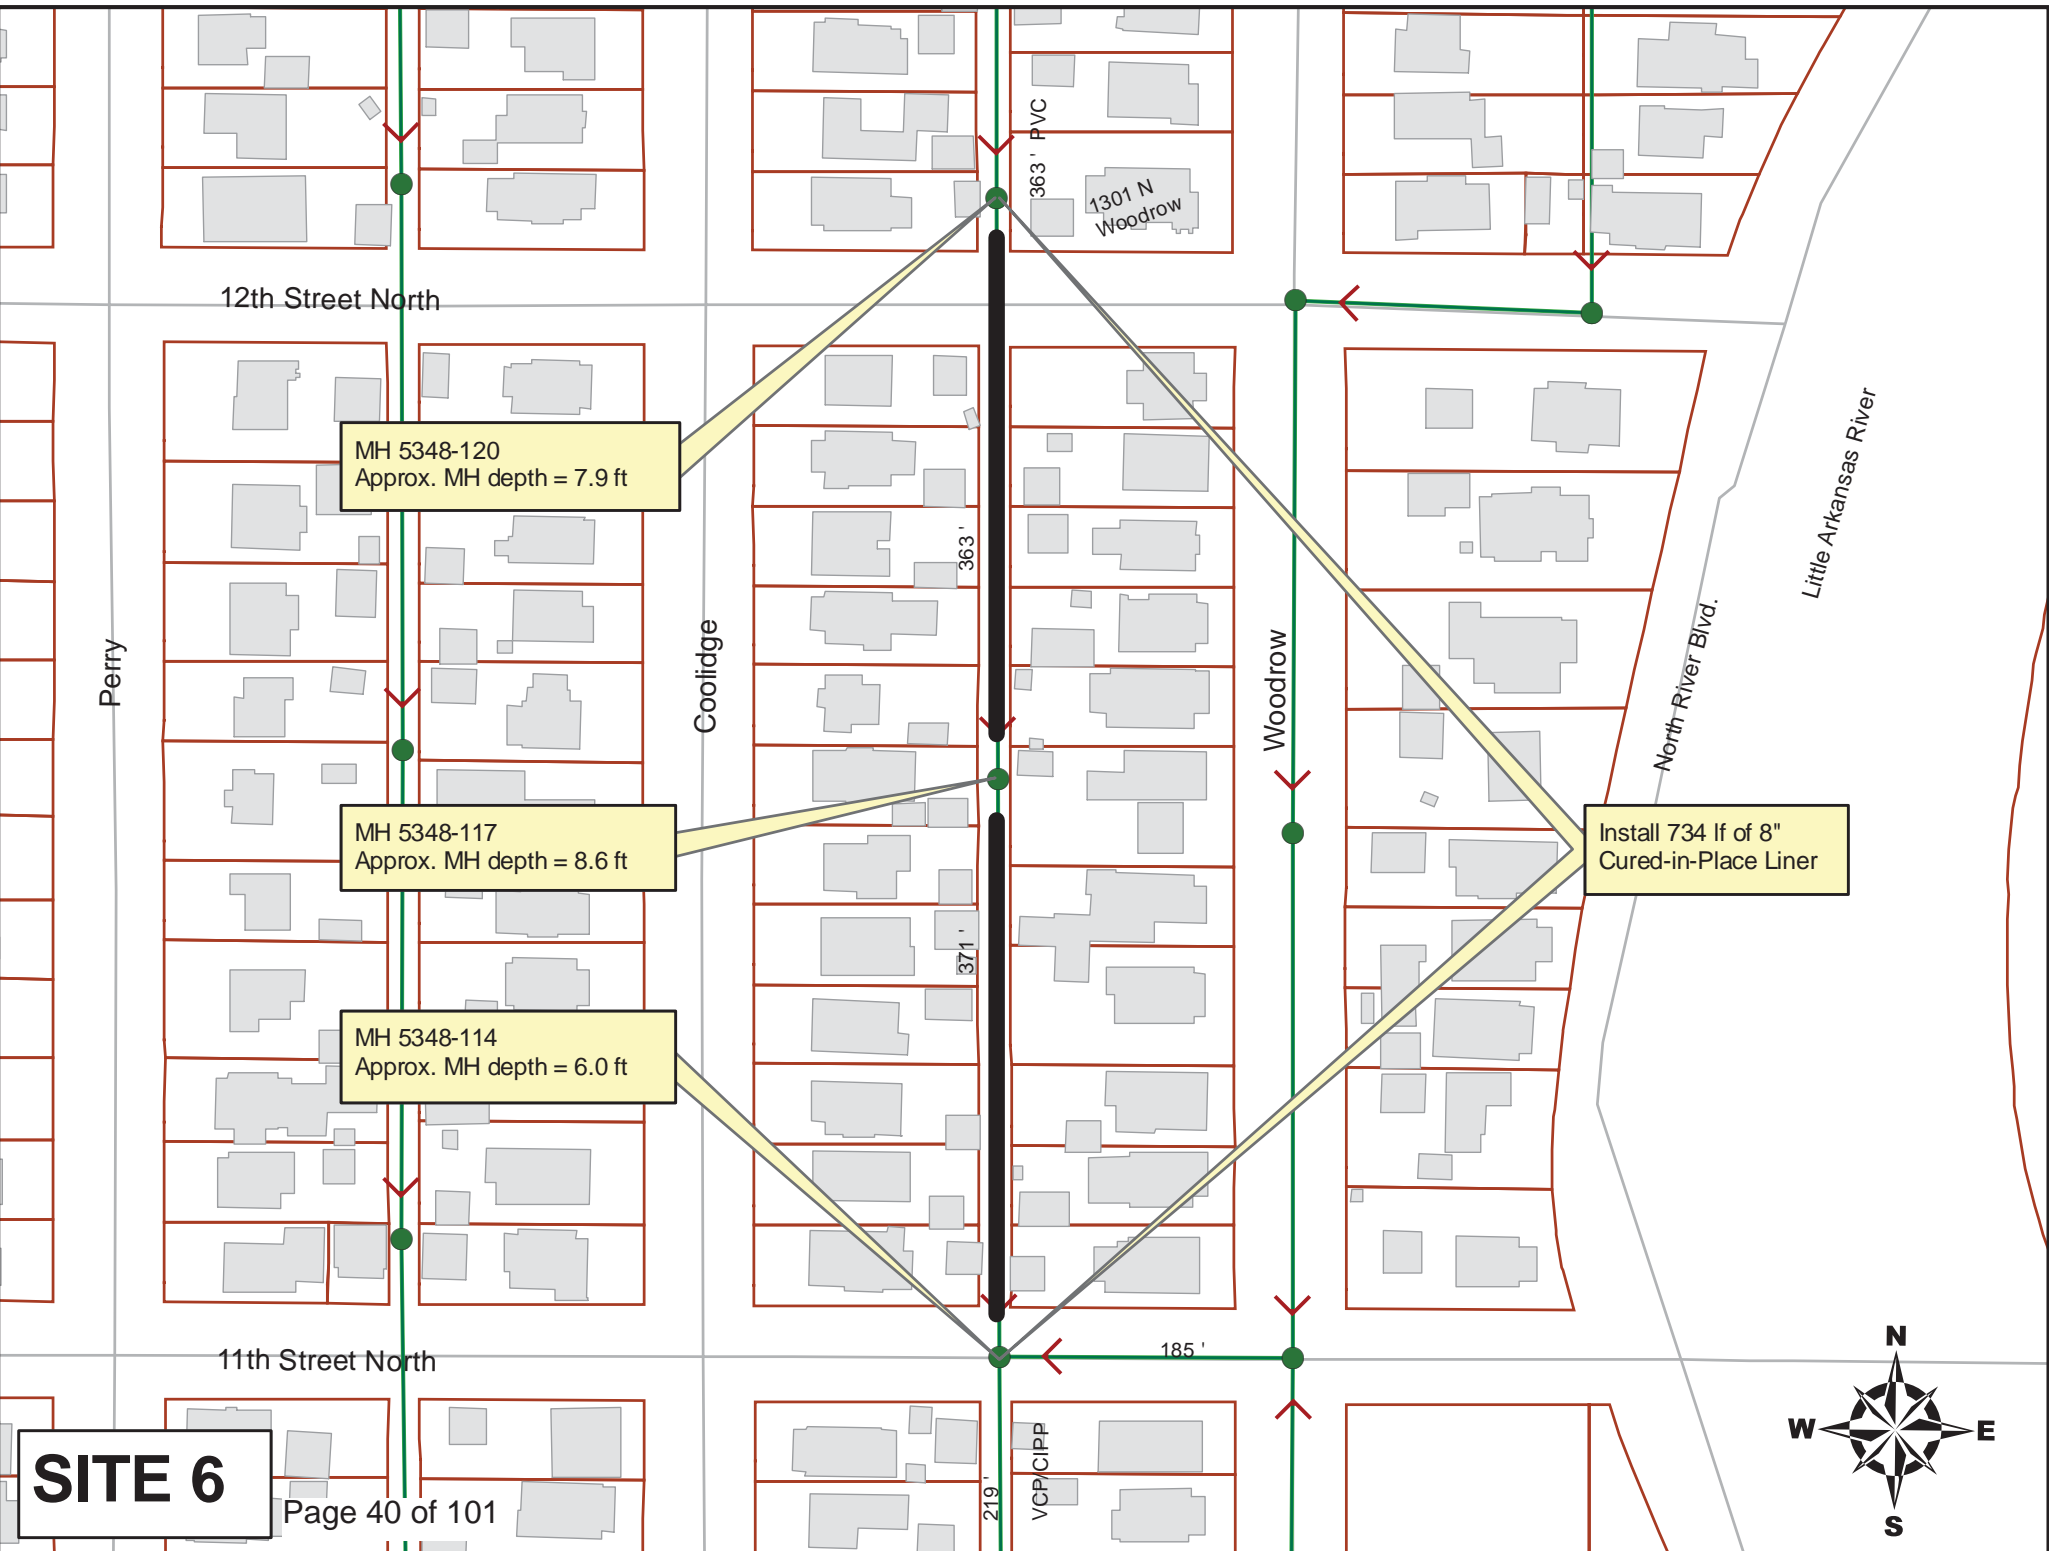 363 ' PVC
1301 N
Woodrow
12th Street North
Little Arkansas River
MH 5348-120
Approx. MH depth = 7.9 ft
363 '
Perry
Coolidge
Woodrow
North River Blvd.
MH 5348-117
Approx. MH depth = 8.6 ft
Install 734 lf of 8"
Cured-in-Place Liner
371 '
MH 5348-114
Approx. MH depth = 6.0 ft
11th Street North
185 '
N
W
E
S
SITE 6
Page 40 of 101
219 '
VCP/CIPP